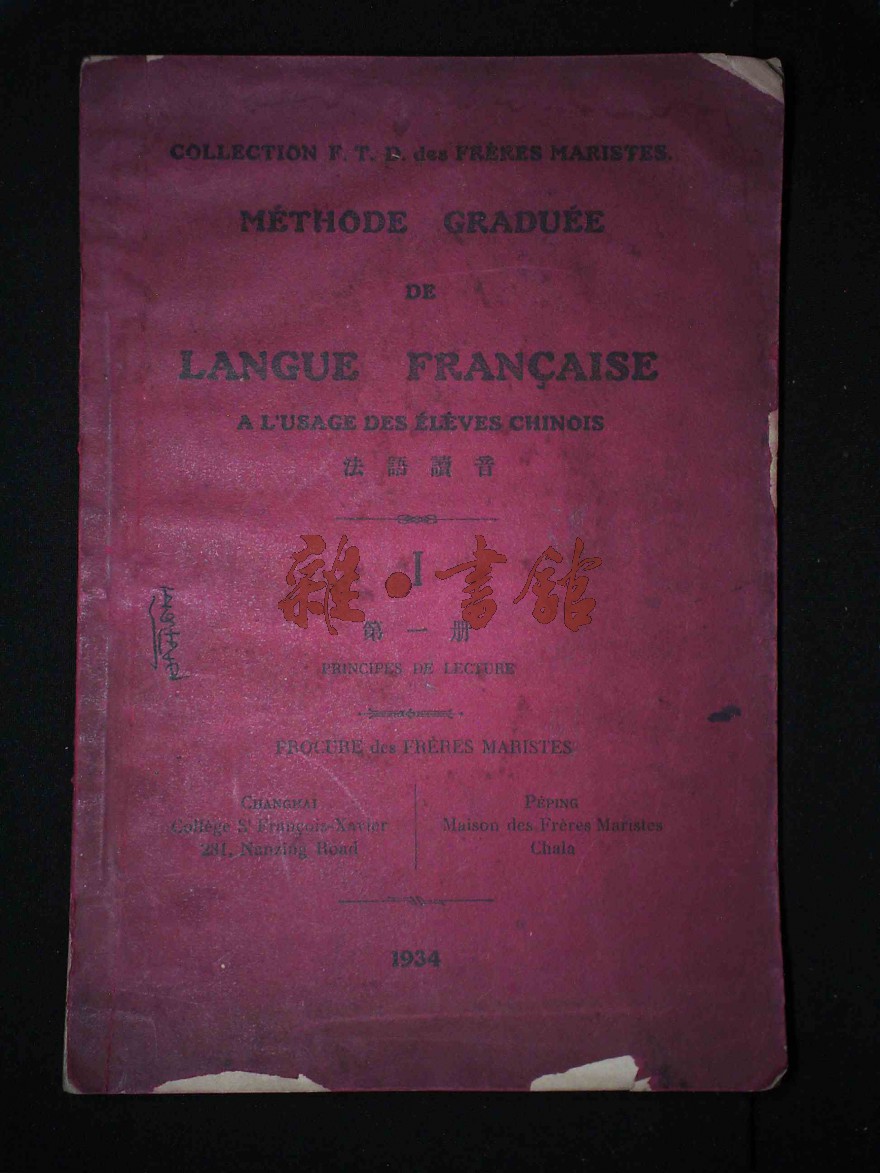 COLLECTION F. T. D. des FRÈRES MARISTES.
MÉTHODE GRADUÉE
DE
LANGUE FRANÇAISE
A L'USAGE DES ÉLÈVES CHINOIS
法語讀音
I
雜·書館
第一册
PRINCIPES DE LECTURE
PROCURE des FRÈRES MARISTES
CHANGHAI
Collège St François-Xavier
281, Nanzing Road
PÉPING
Maison des Frères Maristes
Chala
1934